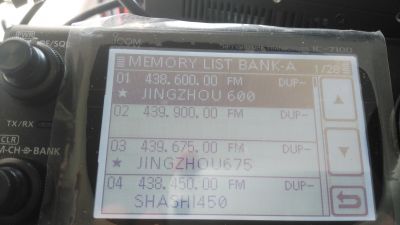 ICOM
IC-7100
MEMORY LIST BANK-A
1/28
01 438.600.00 FM DUP-
★ JINGZHOU 600
02 439.900.00 FM
03 439.675.00 FM DUP-
★ JINGZHOU675
04 438.450.00 FM DUP-
SHASHI450
TX/RX
CLR
M-CH BANK